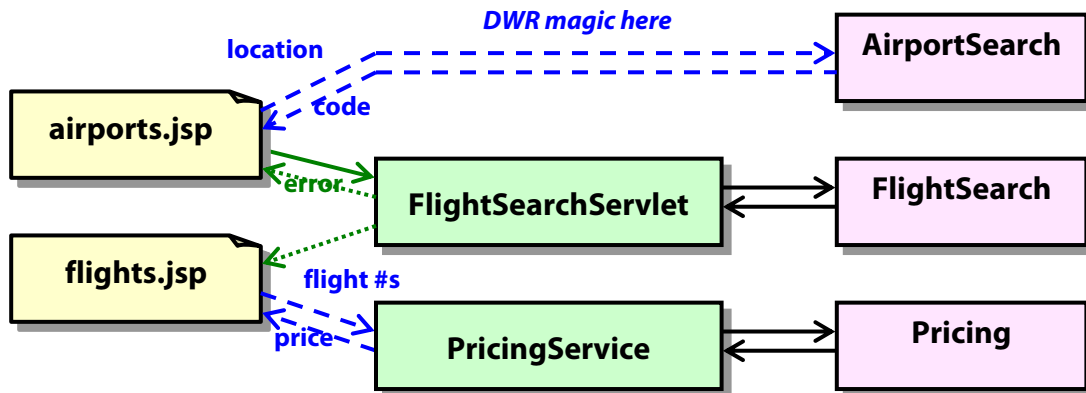 DWR magic here
location
AirportSearch
code
airports.jsp
error
FlightSearchServlet
FlightSearch
flights.jsp
flight #s
price
PricingService
Pricing